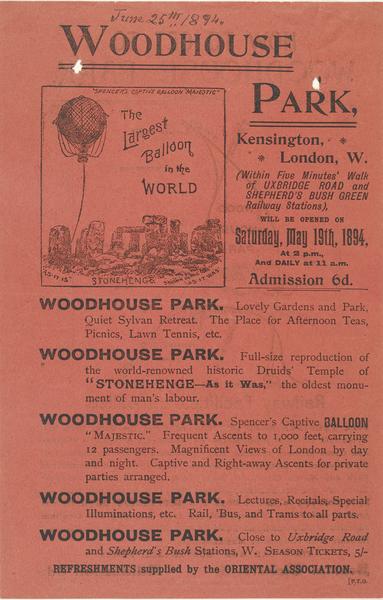 June 25th 1894.
WOODHOUSE
PARK,
"SPENCER'S CAPTIVE BALLOON "MAJESTIC"
The
Largest
Balloon
in the
WORLD
STONEHENGE
Kensington, *
* London, W.
(Within Five Minutes' Walk
of UXBRIDGE ROAD and
SHEPHERD'S BUSH GREEN
Railway Stations),
WILL BE OPENED ON
Saturday, May 19th, 1894,
At 2 p.m.,
And DAILY at 11 a.m.
Admission 6d.
WOODHOUSE PARK. Lovely Gardens and Park,
Quiet Sylvan Retreat. The Place for Afternoon Teas,
Picnics, Lawn Tennis, etc.
WOODHOUSE PARK. Full-size reproduction of
the world-renowned historic Druids' Temple of
"STONEHENGE—As it Was," the oldest monu-
ment of man's labour.
WOODHOUSE PARK. Spencer's Captive BALLOON
"MAJESTIC." Frequent Ascents to 1,000 feet, carrying
12 passengers. Magnificent Views of London by day
and night. Captive and Right-away Ascents for private
parties arranged.
WOODHOUSE PARK. Lectures, Recitals, Special
Illuminations, etc. Rail, 'Bus, and Trams to all parts.
WOODHOUSE PARK. Close to Uxbridge Road
and Shepherd's Bush Stations, W. SEASON TICKETS, 5/-
REFRESHMENTS supplied by the ORIENTAL ASSOCIATION.
[P.T.O.